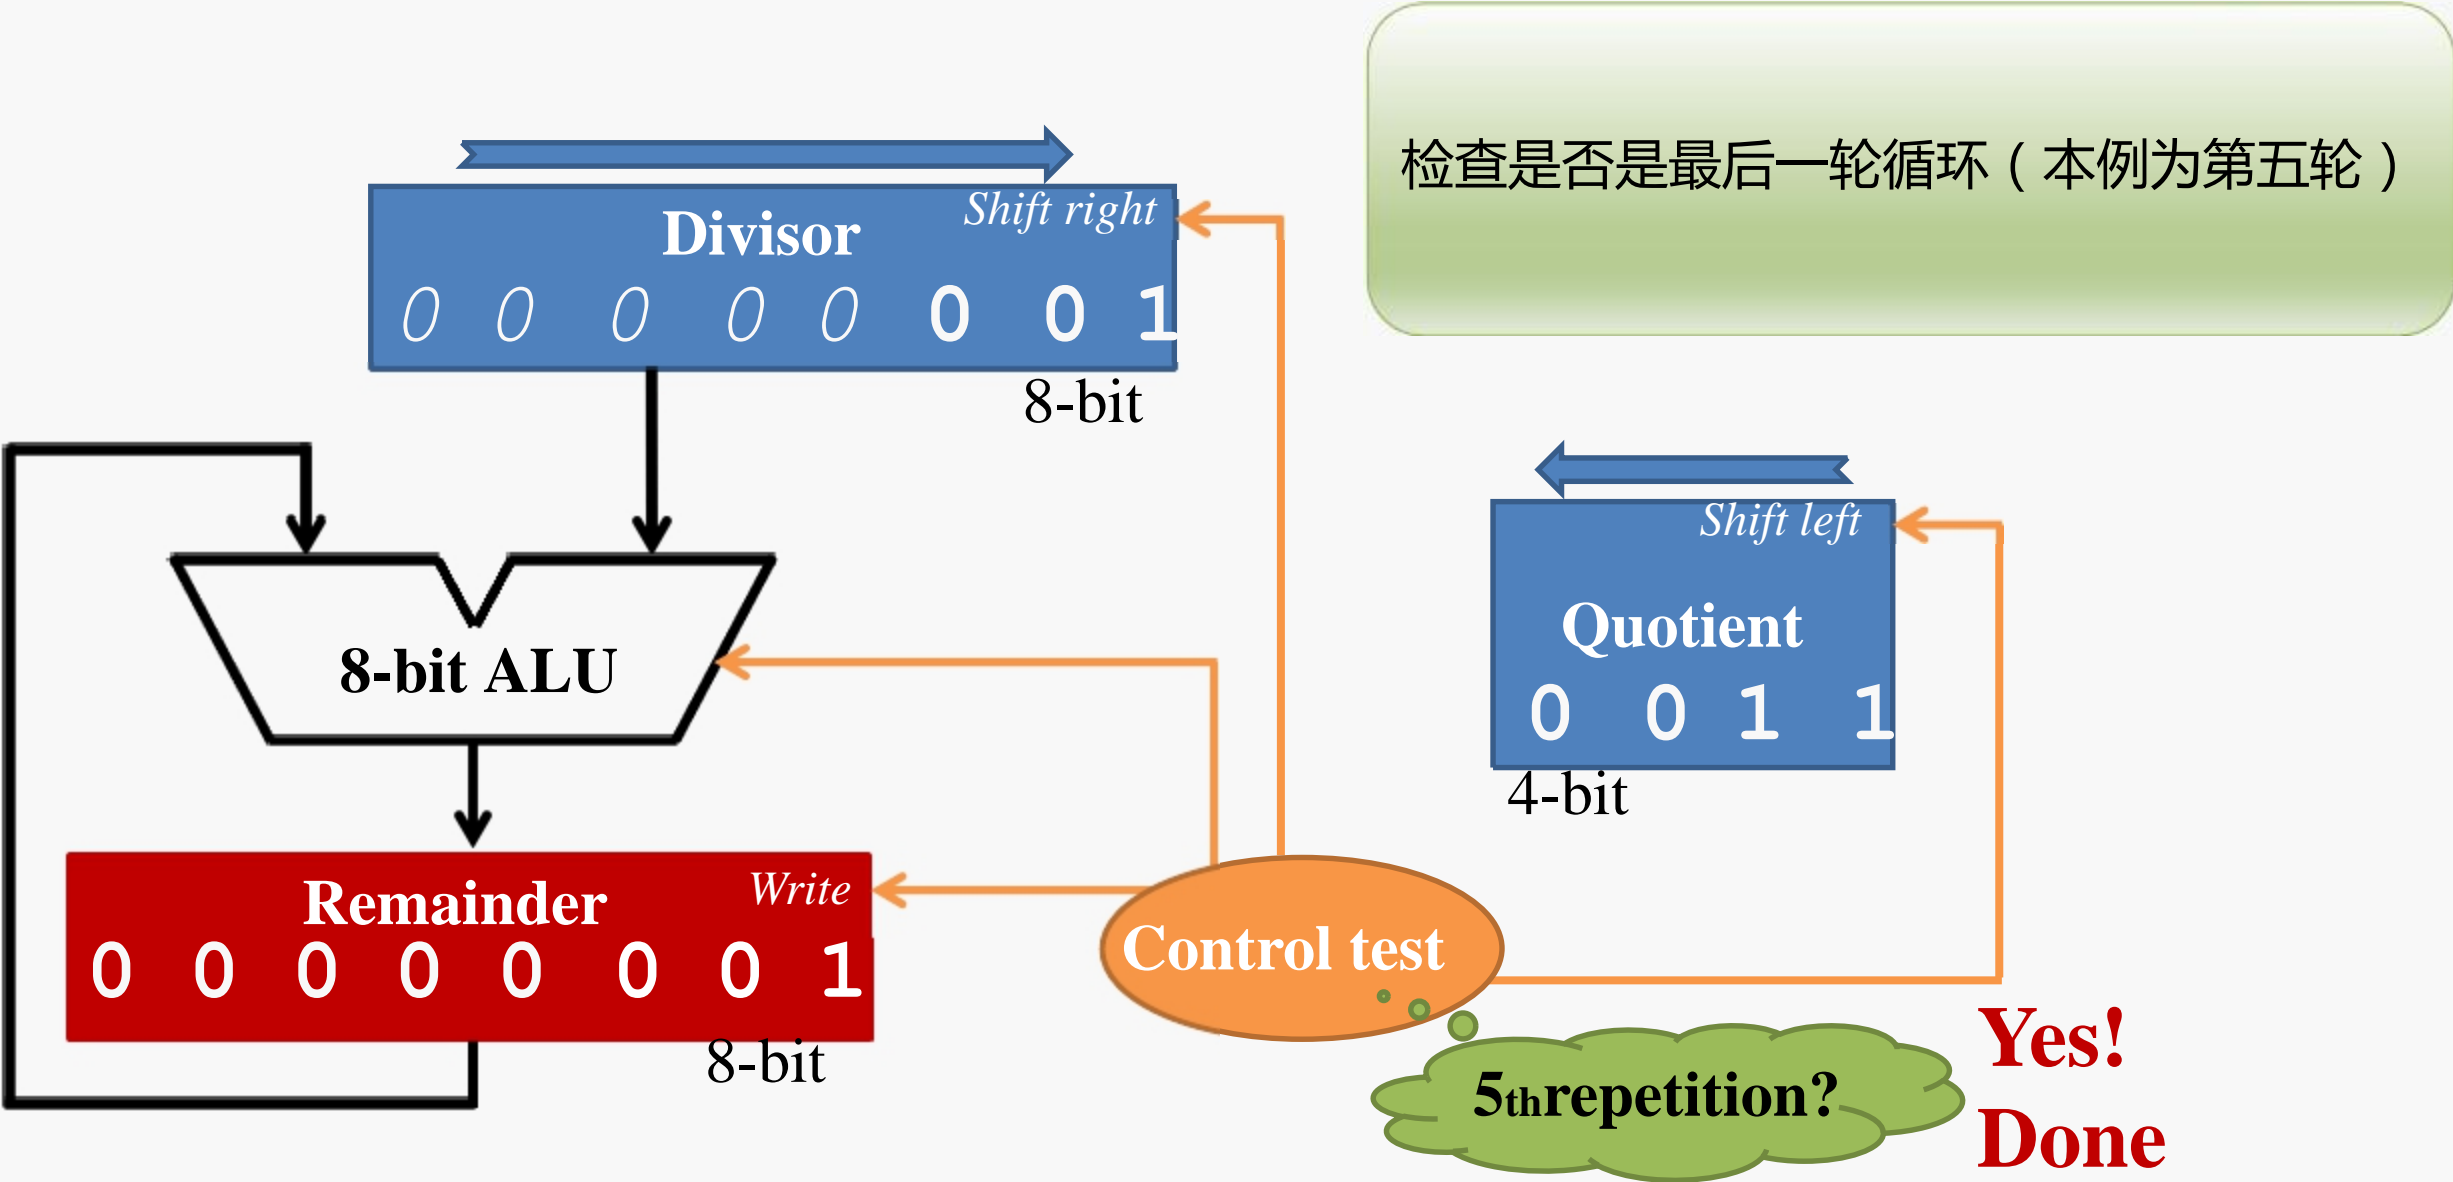 检查是否是最后一轮循环（本例为第五轮）
Shift right
Divisor
0 0 0 0 0 0 0 1
8-bit
Shift left
Quotient
0 0 1 1
4-bit
8-bit ALU
Write
Remainder
0 0 0 0 0 0 0 1
8-bit
Control test
5th repetition?
Yes!
Done